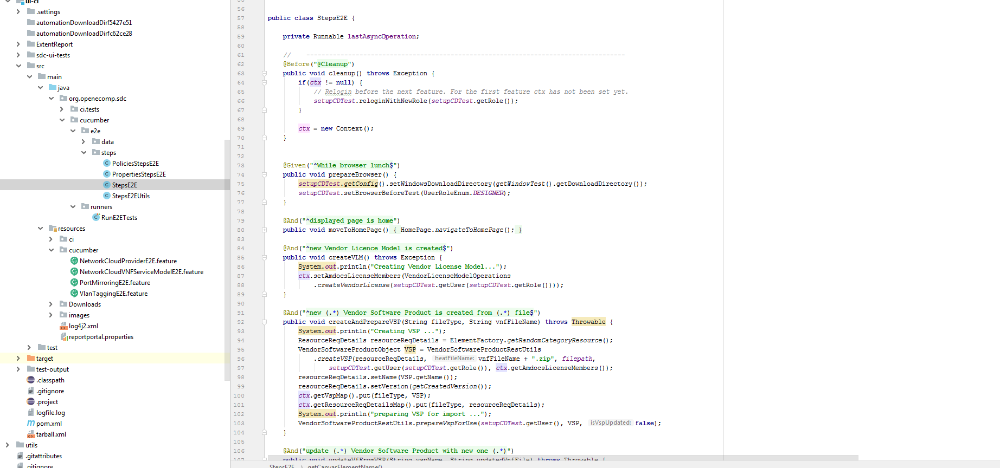 ui-ci
.settings
automationDownloadDirf5427e51
automationDownloadDirfc62ce28
ExtentReport
sdc-ui-tests
src
main
java
org.openecomp.sdc
ci.tests
cucumber
e2e
data
steps
PoliciesStepsE2E
PropertiesStepsE2E
StepsE2E
StepsE2EUtils
runners
RunE2ETests
resources
ci
cucumber
NetworkCloudProviderE2E.feature
NetworkCloudVNFServiceModelE2E.feature
PortMirroringE2E.feature
VlanTaggingE2E.feature
Downloads
images
log4j2.xml
reportportal.properties
test
target
test-output
.classpath
.gitignore
.project
logfile.log
pom.xml
tarball.xml
utils
.gitattributes
.gitignore
55
56
57 public class StepsE2E {
58
59 private Runnable lastAsyncOperation;
60
61 // -----------------------------------------------------------------------------------
62 @Before("@Cleanup")
63 public void cleanup() throws Exception {
64 if(ctx != null) {
65 // Relogin before the next feature. For the first feature ctx has not been set yet.
66 setupCDTest.reloginWithNewRole(setupCDTest.getRole());
67 }
68
69 ctx = new Context();
70 }
71
72
73 @Given("^While browser lunch$")
74 public void prepareBrowser() {
75 setupCDTest.getConfig().setWindowsDownloadDirectory(getWindowTest().getDownloadDirectory());
76 setupCDTest.setBrowserBeforeTest(UserRoleEnum.DESIGNER);
77 }
78
79 @And("^displayed page is home")
80 public void moveToHomePage() { HomePage.navigateToHomePage(); }
83
84 @And("^new Vendor Licence Model is created$")
85 public void createVLM() throws Exception {
86 System.out.println("Creating Vendor License Model...");
87 ctx.setAmdocsLicenseMembers(VendorLicenseModelOperations
88 .createVendorLicense(setupCDTest.getUser(setupCDTest.getRole())));
89 }
90
91 @And("^new (.*) Vendor Software Product is created from (.*) file$")
92 public void createAndPrepareVSP(String fileType, String vnfFileName) throws Throwable {
93 System.out.println("Creating VSP ...");
94 ResourceReqDetails resourceReqDetails = ElementFactory.getRandomCategoryResource();
95 VendorSoftwareProductObject VSP = VendorSoftwareProductRestUtils
96 .createVSP(resourceReqDetails, heatFileName: vnfFileName + ".zip", filepath,
97 setupCDTest.getUser(setupCDTest.getRole()), ctx.getAmdocsLicenseMembers());
98 resourceReqDetails.setName(VSP.getName());
99 resourceReqDetails.setVersion(getCreatedVersion());
100 ctx.getVspMap().put(fileType, VSP);
101 ctx.getResourceReqDetailsMap().put(fileType, resourceReqDetails);
102 System.out.println("preparing VSP for import ...");
103 VendorSoftwareProductRestUtils.prepareVspForUse(setupCDTest.getUser(), VSP, isVspUpdated: false);
104 }
105
106 @And("update (.*) Vendor Software Product with new one (.*)")
107 public void updateVfFromVSP(String vspName, String updatedVnfFile) throws Throwable {
StepsE2E > getCanvasElementName()